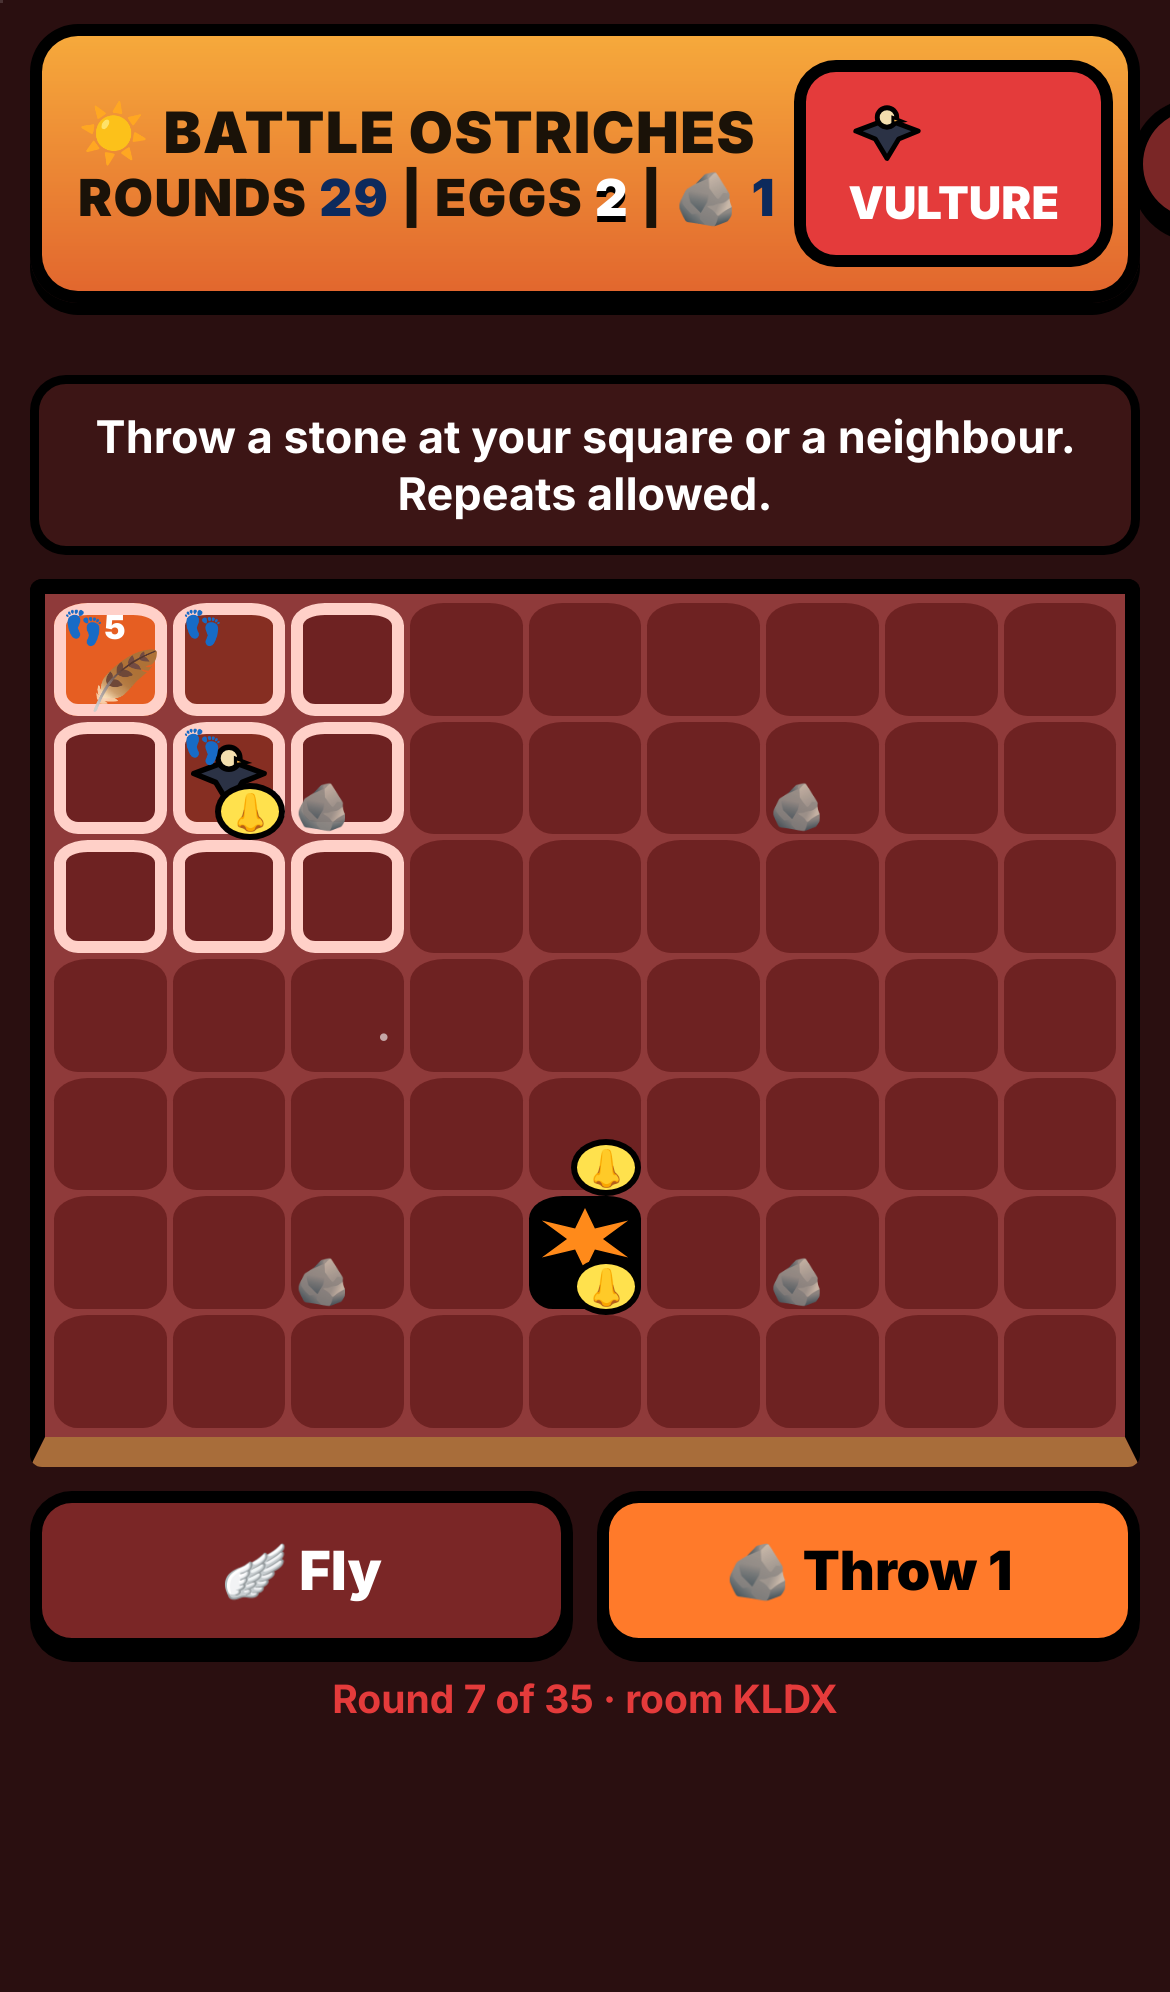 ☀️ BATTLE OSTRICHES
ROUNDS 29 | EGGS 2 | 🪨 1
VULTURE
Throw a stone at your square or a neighbour.
Repeats allowed.
5
Fly
Throw 1
Round 7 of 35 · room KLDX